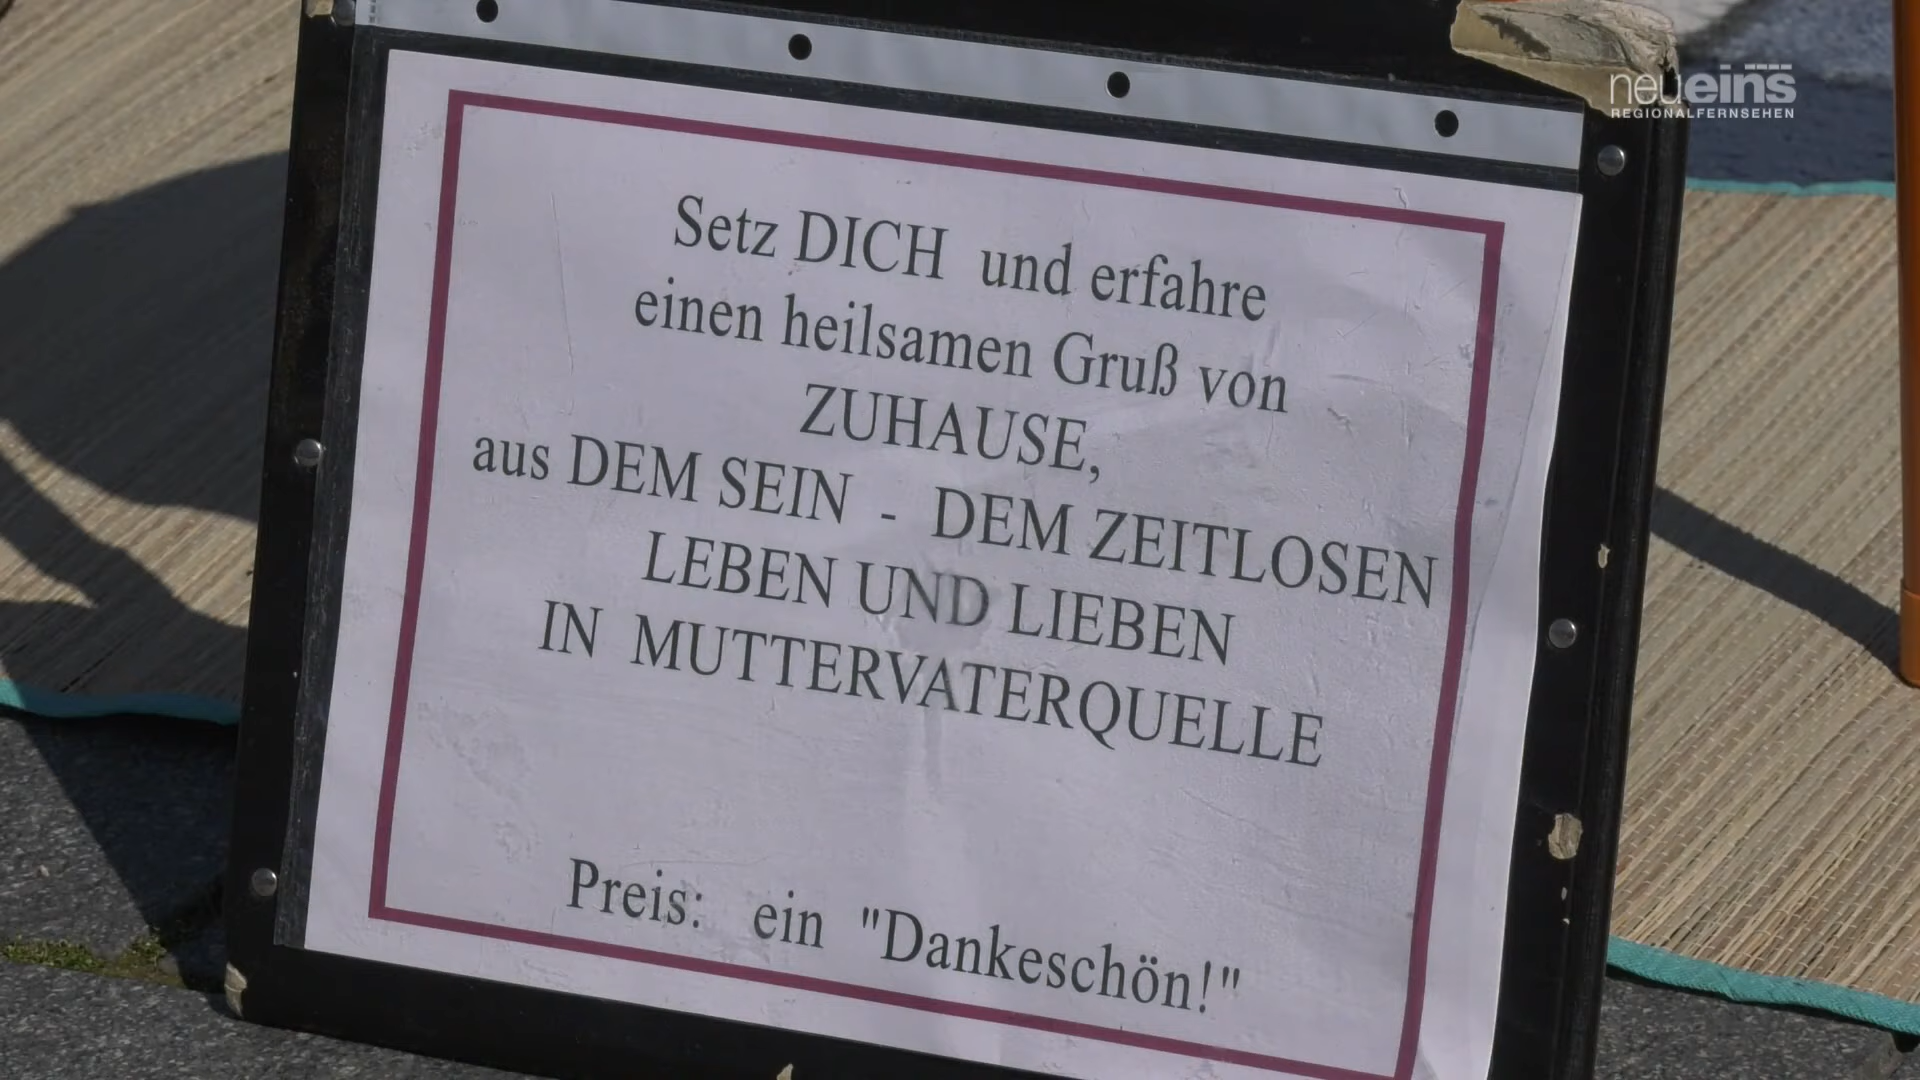 neueins
REGIONALFERNSEHEN
Setz DICH und erfahre
einen heilsamen Gruß von
ZUHAUSE,
aus DEM SEIN - DEM ZEITLOSEN
LEBEN UND LIEBEN
IN MUTTERVATERQUELLE
Preis: ein "Dankeschön!"